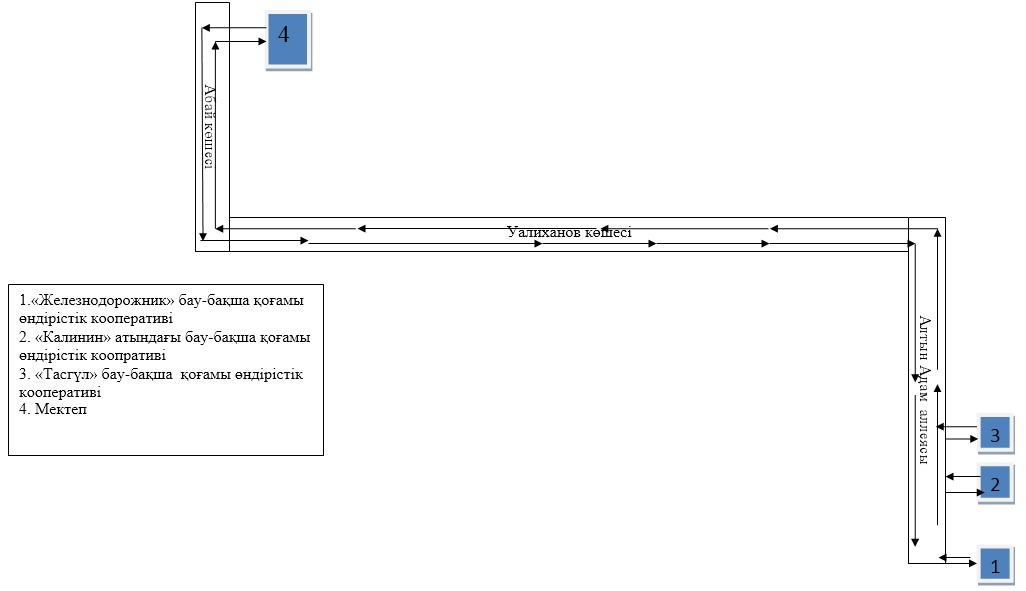 4
Абай көшесі
Уалиханов көшесі
Алтын Адам аллеясы
1.«Железнодорожник» бау-бақша қоғамы
өндірістік кооперативі
2. «Калинин» атындағы бау-бақша қоғамы
өндірістік коопративі
3. «Тасгүл» бау-бақша қоғамы өндірістік
кооперативі
4. Мектеп
3
2
1